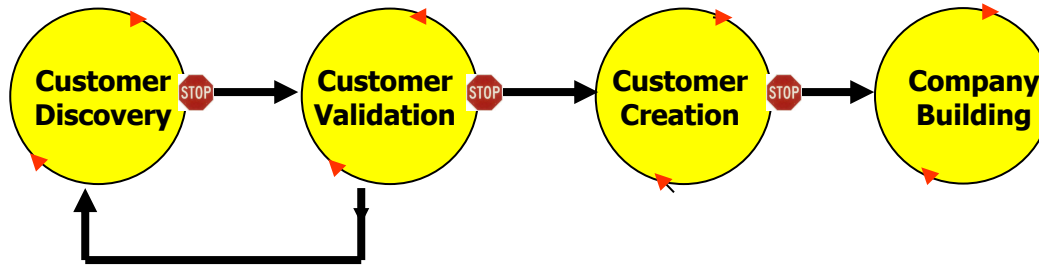 Customer
Discovery
STOP
Customer
Validation
STOP
Customer
Creation
STOP
Company
Building